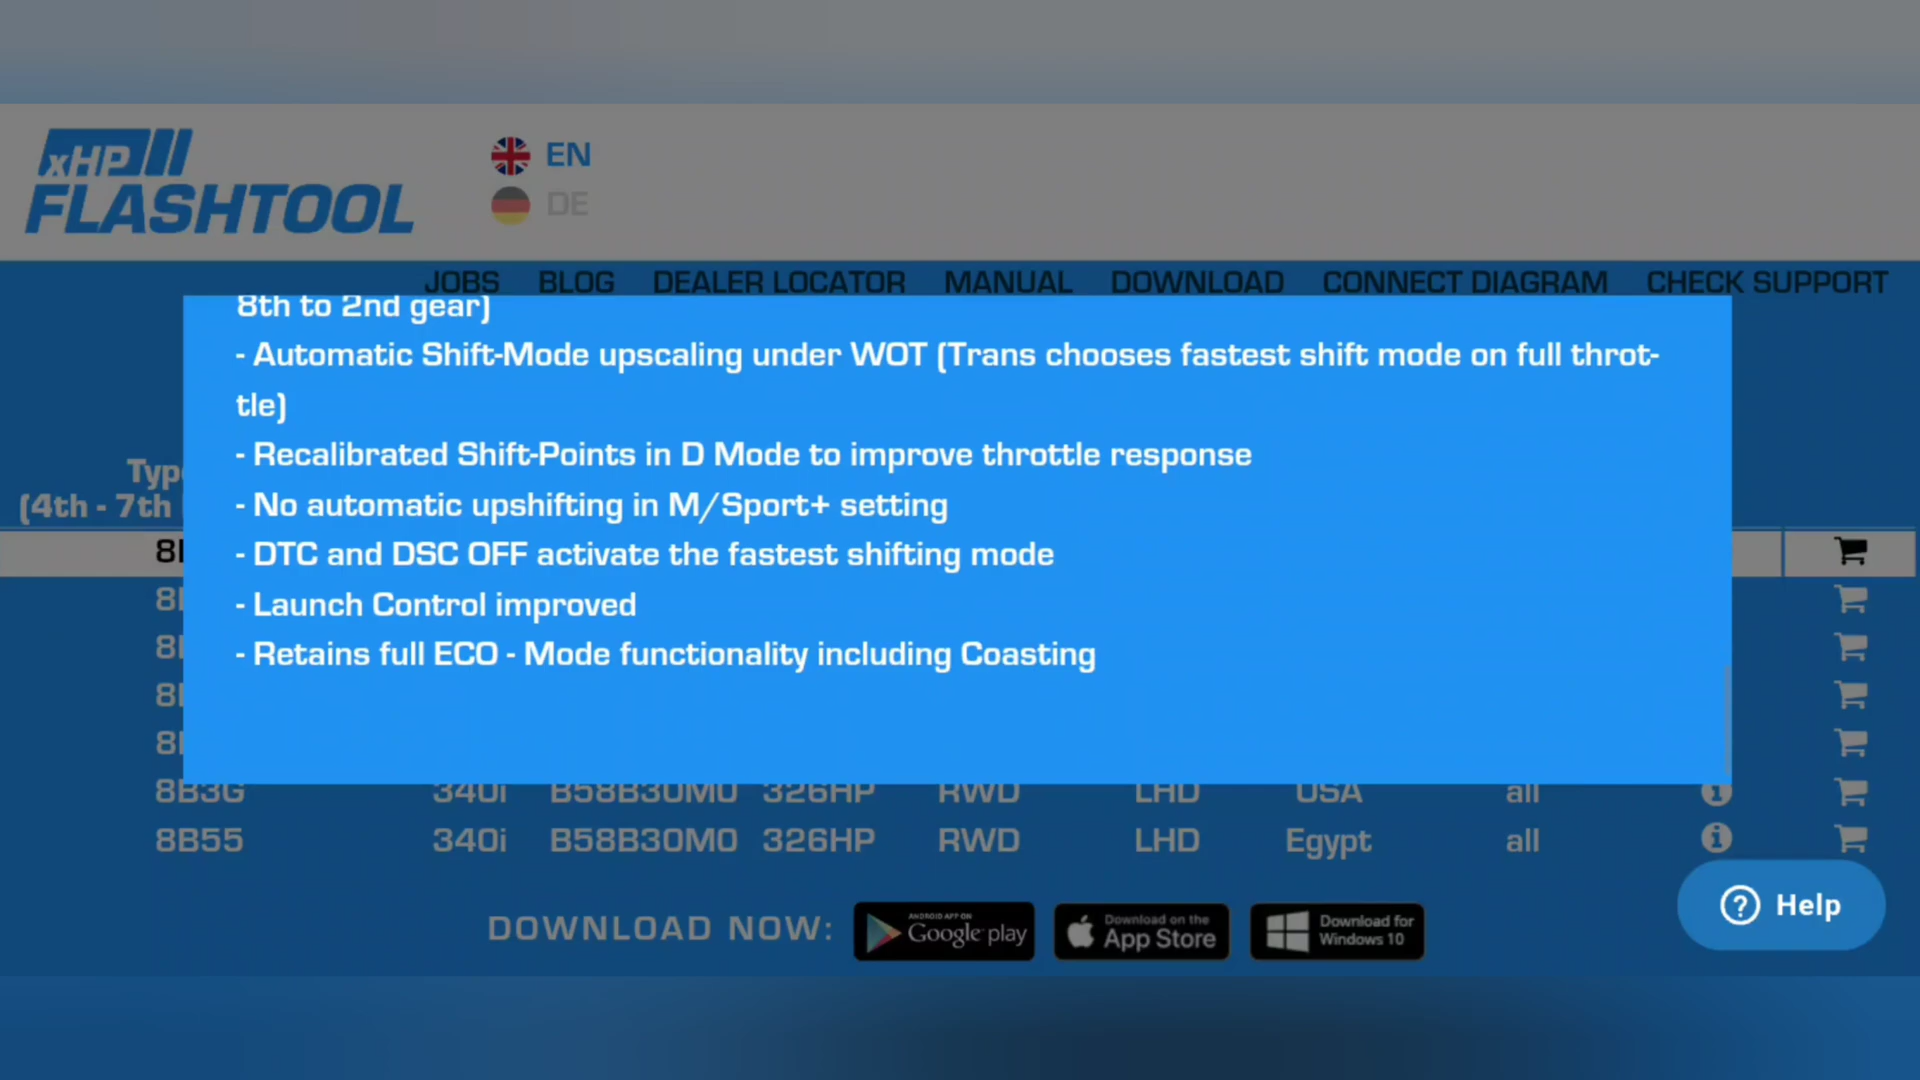 xHP
FLASHTOOL
EN
DE
JOBS BLOG DEALER LOCATOR MANUAL DOWNLOAD CONNECT DIAGRAM CHECK SUPPORT
8th to 2nd gear)
- Automatic Shift-Mode upscaling under WOT (Trans chooses fastest shift mode on full throt-
tle)
- Recalibrated Shift-Points in D Mode to improve throttle response
- No automatic upshifting in M/Sport+ setting
- DTC and DSC OFF activate the fastest shifting mode
- Launch Control improved
- Retains full ECO - Mode functionality including Coasting
(4th - 7th
8B3G 340i B58B30M0 326HP RWD LHD USA all
8B55 340i B58B30M0 326HP RWD LHD Egypt all
DOWNLOAD NOW:
ANDROID APP ON
Google play
Download on the
App Store
Download for
Windows 10
? Help